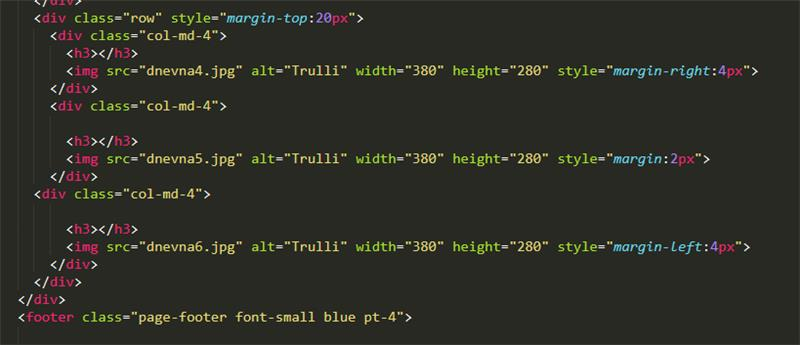 </div>
<div class="row" style="margin-top:20px">
<div class="col-md-4">
<h3></h3>
<img src="dnevna4.jpg" alt="Trulli" width="380" height="280" style="margin-right:4px">
</div>
<div class="col-md-4">
<h3></h3>
<img src="dnevna5.jpg" alt="Trulli" width="380" height="280" style="margin:2px">
</div>
<div class="col-md-4">
<h3></h3>
<img src="dnevna6.jpg" alt="Trulli" width="380" height="280" style="margin-left:4px">
</div>
</div>
</div>
<footer class="page-footer font-small blue pt-4">